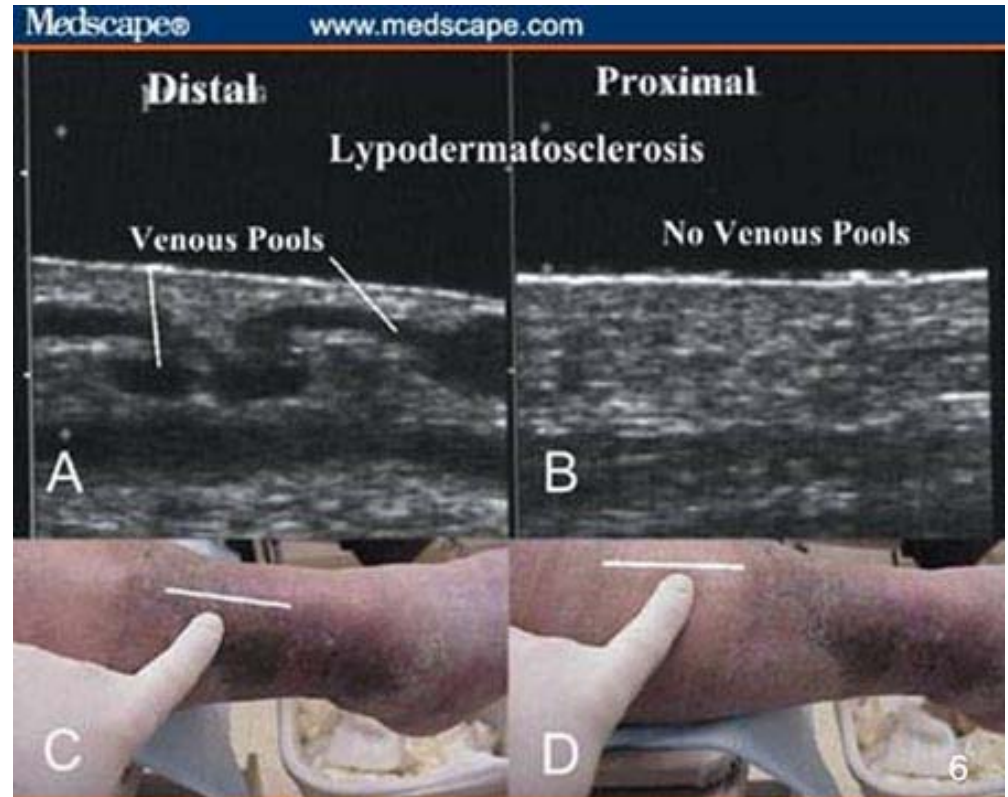 Medscape® www.medscape.com
Distal
Proximal
Lypodermatosclerosis
Venous Pools
No Venous Pools
A
B
C
D
6